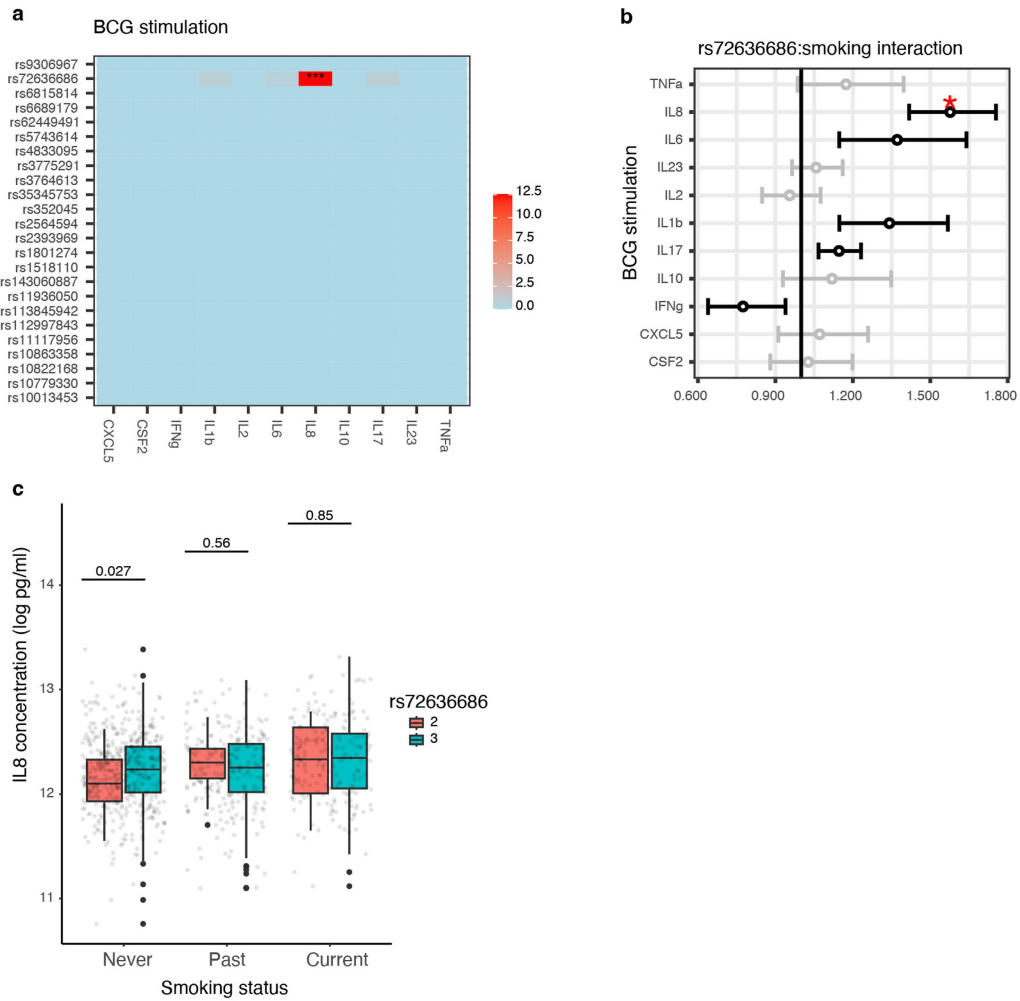 a
BCG stimulation
rs9306967
rs72636686
***
rs6815814
rs6689179
rs62449491
rs5743614
rs4833095
rs3775291
rs3764613
rs35345753
rs352045
rs2564594
rs2393969
rs1801274
rs1518110
rs143060887
rs11936050
rs113845942
rs112997843
rs11117956
rs10863358
rs10822168
rs10779330
rs10013453
CXCL5
CSF2
IFNg
IL1b
IL2
IL6
IL8
IL10
IL17
IL23
TNFa
12.5
10.0
7.5
5.0
2.5
0.0
b
rs72636686:smoking interaction
BCG stimulation
TNFa
IL8
*
IL6
IL23
IL2
IL1b
IL17
IL10
IFNg
CXCL5
CSF2
0.600 0.900 1.200 1.500 1.800
c
IL8 concentration (log pg/ml)
14
13
12
11
0.027
0.56
0.85
Never Past Current
Smoking status
rs72636686
2
3